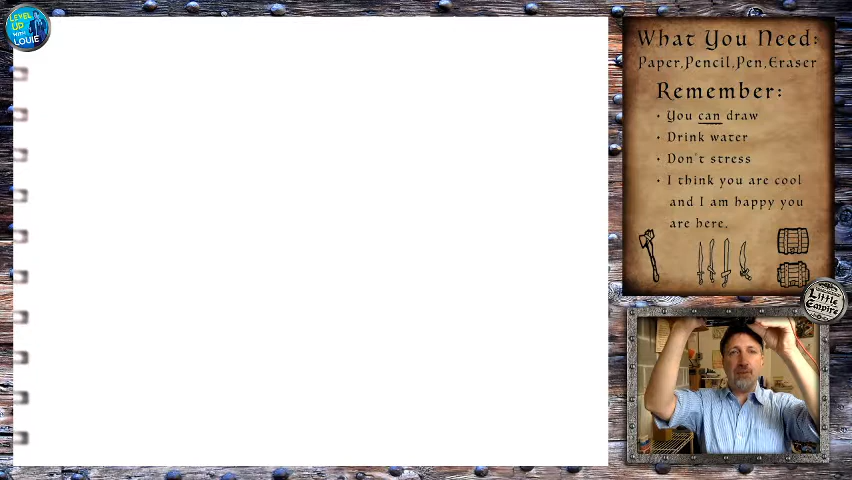 LEVEL
UP
WITH
LOUIE
What You Need:
Paper,Pencil,Pen,Eraser
Remember:
• You can draw
• Drink water
• Don't stress
• I think you are cool
and I am happy you
are here.
Little
Empire